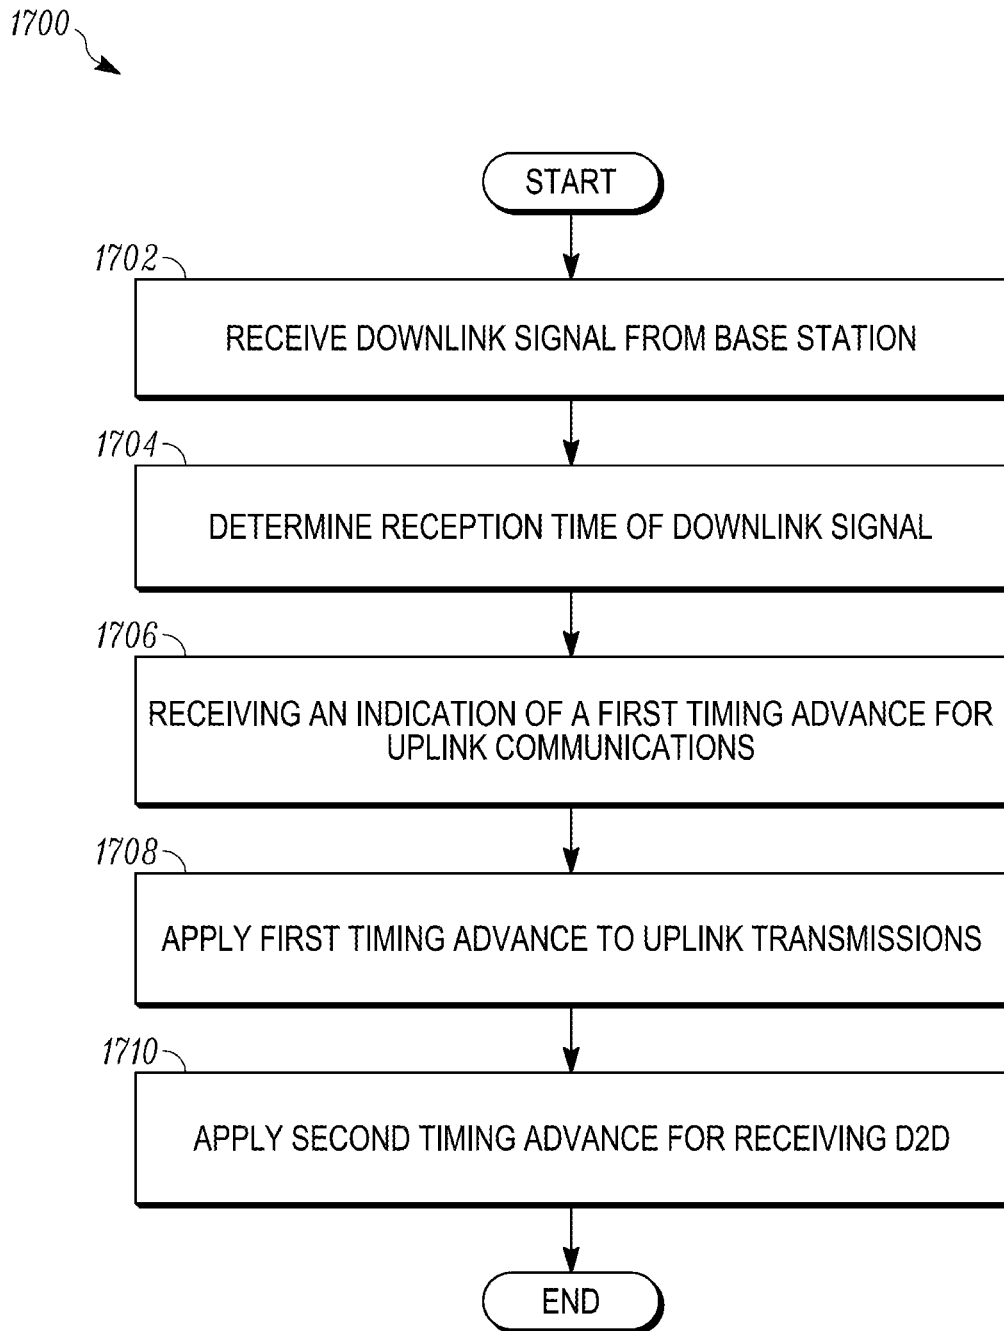 1700
START
1702
RECEIVE DOWNLINK SIGNAL FROM BASE STATION
1704
DETERMINE RECEPTION TIME OF DOWNLINK SIGNAL
1706
RECEIVING AN INDICATION OF A FIRST TIMING ADVANCE FOR
UPLINK COMMUNICATIONS
1708
APPLY FIRST TIMING ADVANCE TO UPLINK TRANSMISSIONS
1710
APPLY SECOND TIMING ADVANCE FOR RECEIVING D2D
END